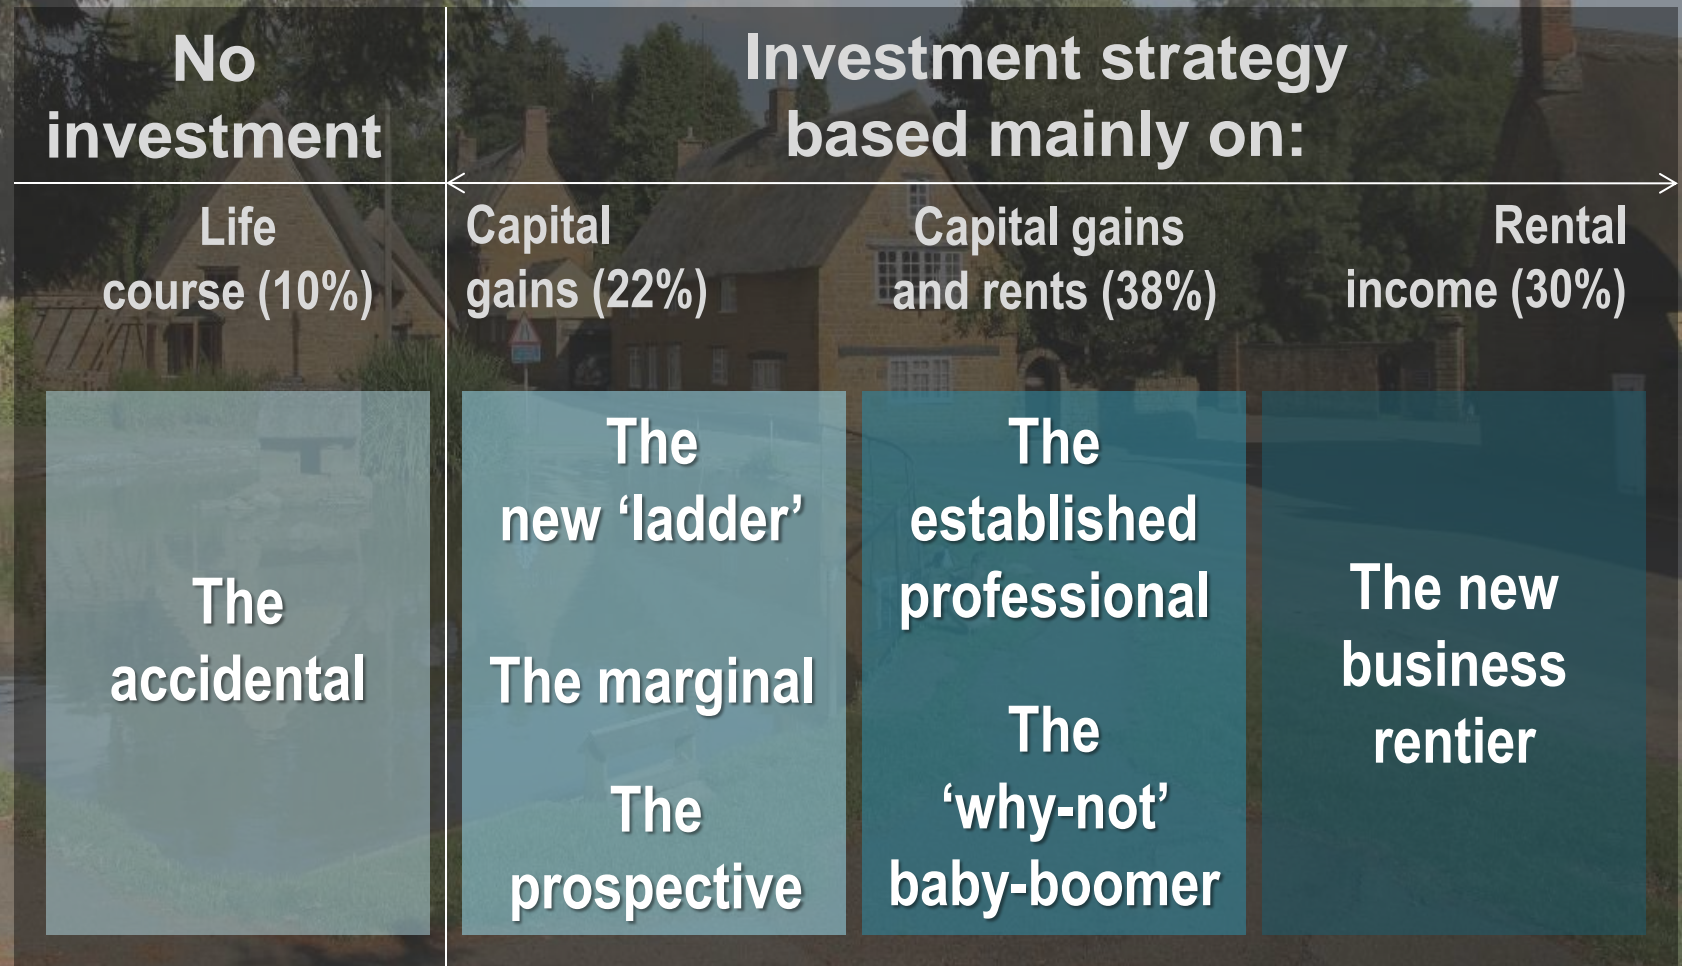 No
investment
Investment strategy
based mainly on:
Life
course (10%)
Capital
gains (22%)
Capital gains
and rents (38%)
Rental
income (30%)
The
accidental
The
new ‘ladder’
The marginal
The
prospective
The
established
professional
The
‘why-not’
baby-boomer
The new
business
rentier